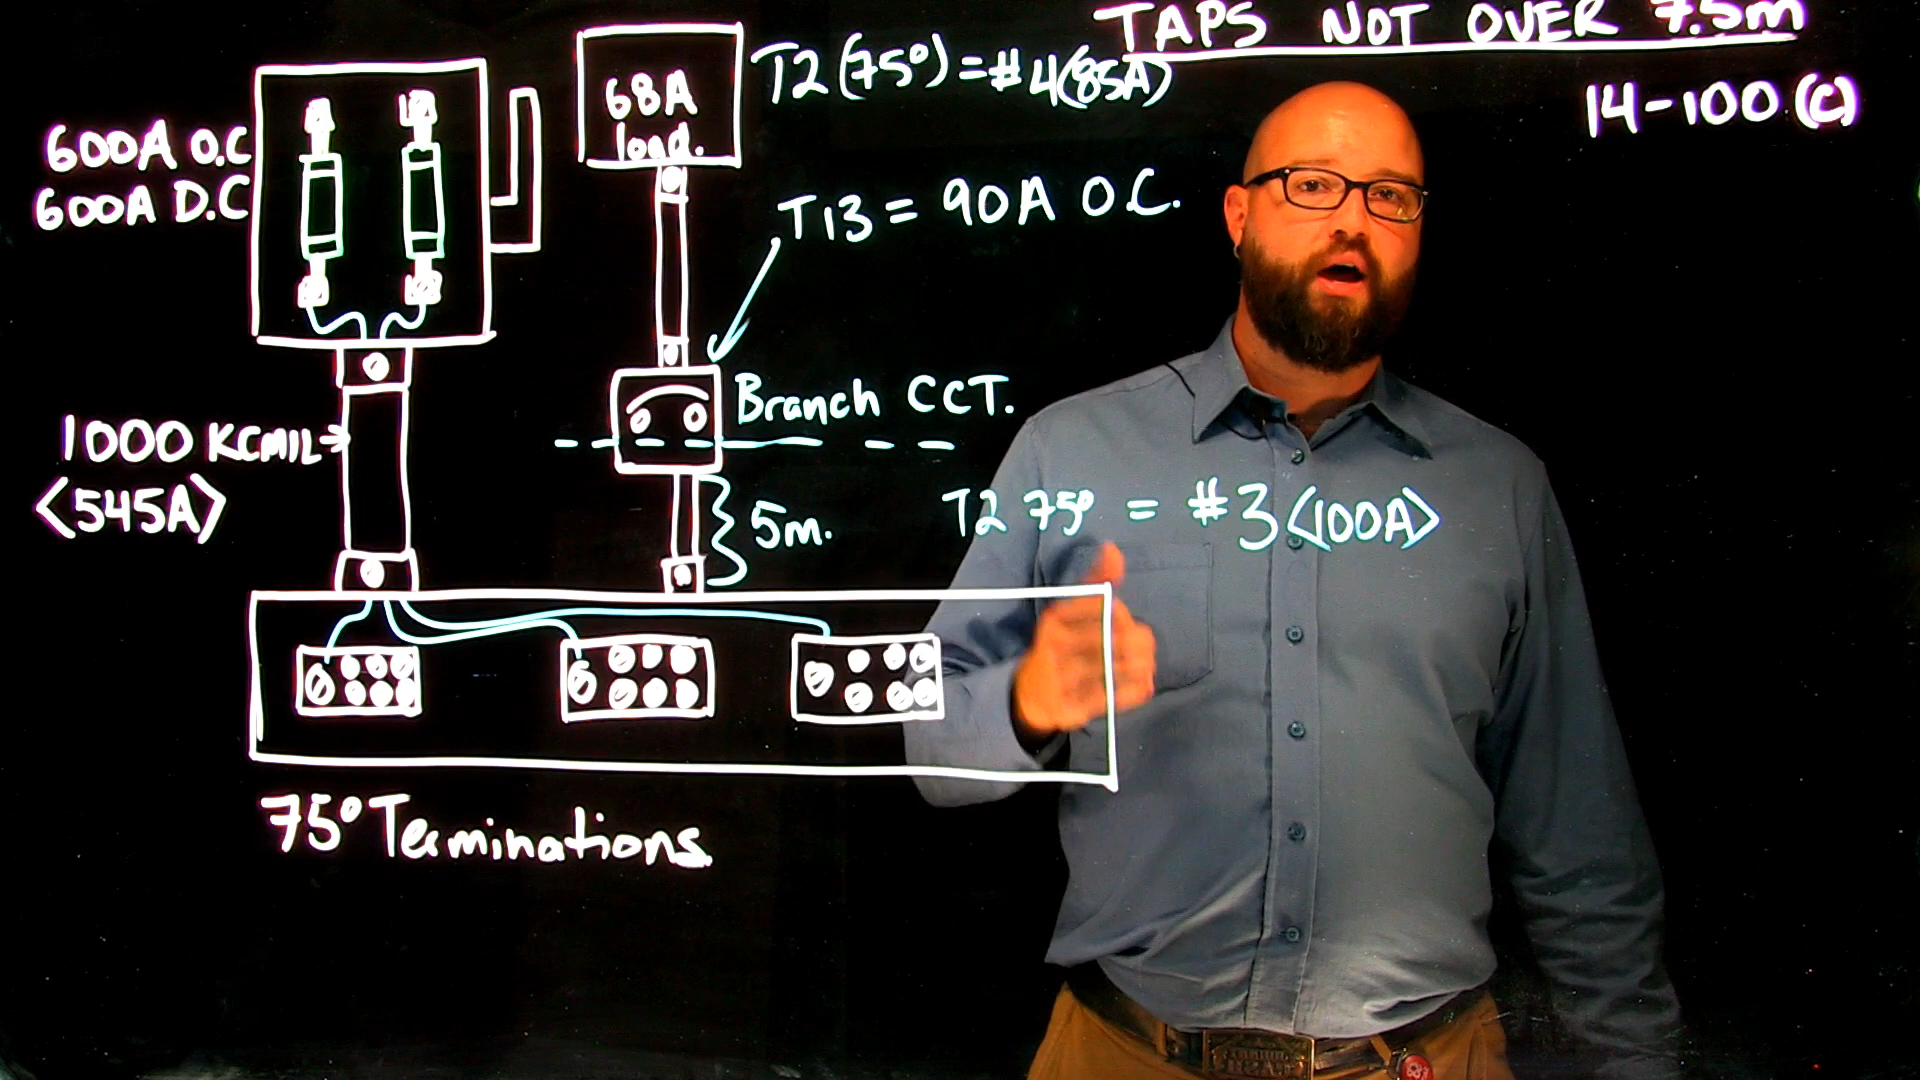 TAPS NOT OVER 7.5m
14-100 (C)
600A O.C
600A D.C
68A
load.
T2 (75°) = #4 (85A)
T13 = 90A O.C.
Branch CCT.
1000 KCMIL→
<545A>
5m.
T2 75° = #3 <100A>
75° Terminations.